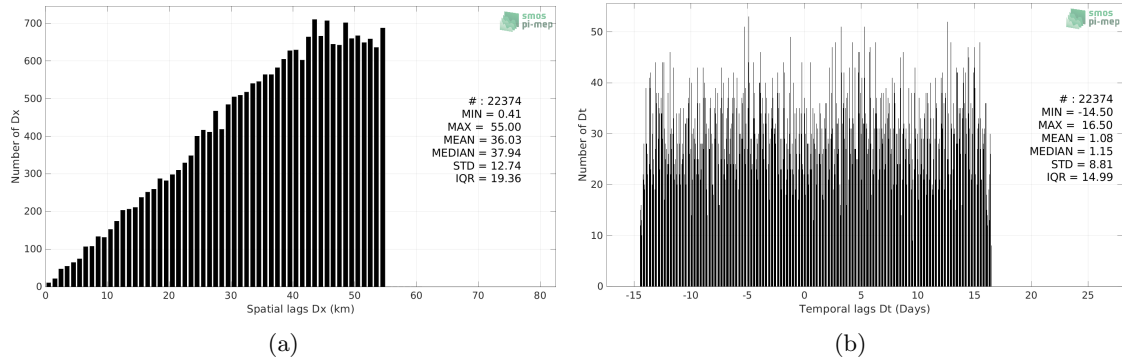 smos
pi-mep
700
600
500
400
300
200
100
0
Number of Dx
# : 22374
MIN = 0.41
MAX = 55.00
MEAN = 36.03
MEDIAN = 37.94
STD = 12.74
IQR = 19.36
0 10 20 30 40 50 60 70 80
Spatial lags Dx (km)
(a)
smos
pi-mep
50
40
30
20
10
0
Number of Dt
# : 22374
MIN = -14.50
MAX = 16.50
MEAN = 1.08
MEDIAN = 1.15
STD = 8.81
IQR = 14.99
-15 -10 -5 0 5 10 15 20 25
Temporal lags Dt (Days)
(b)